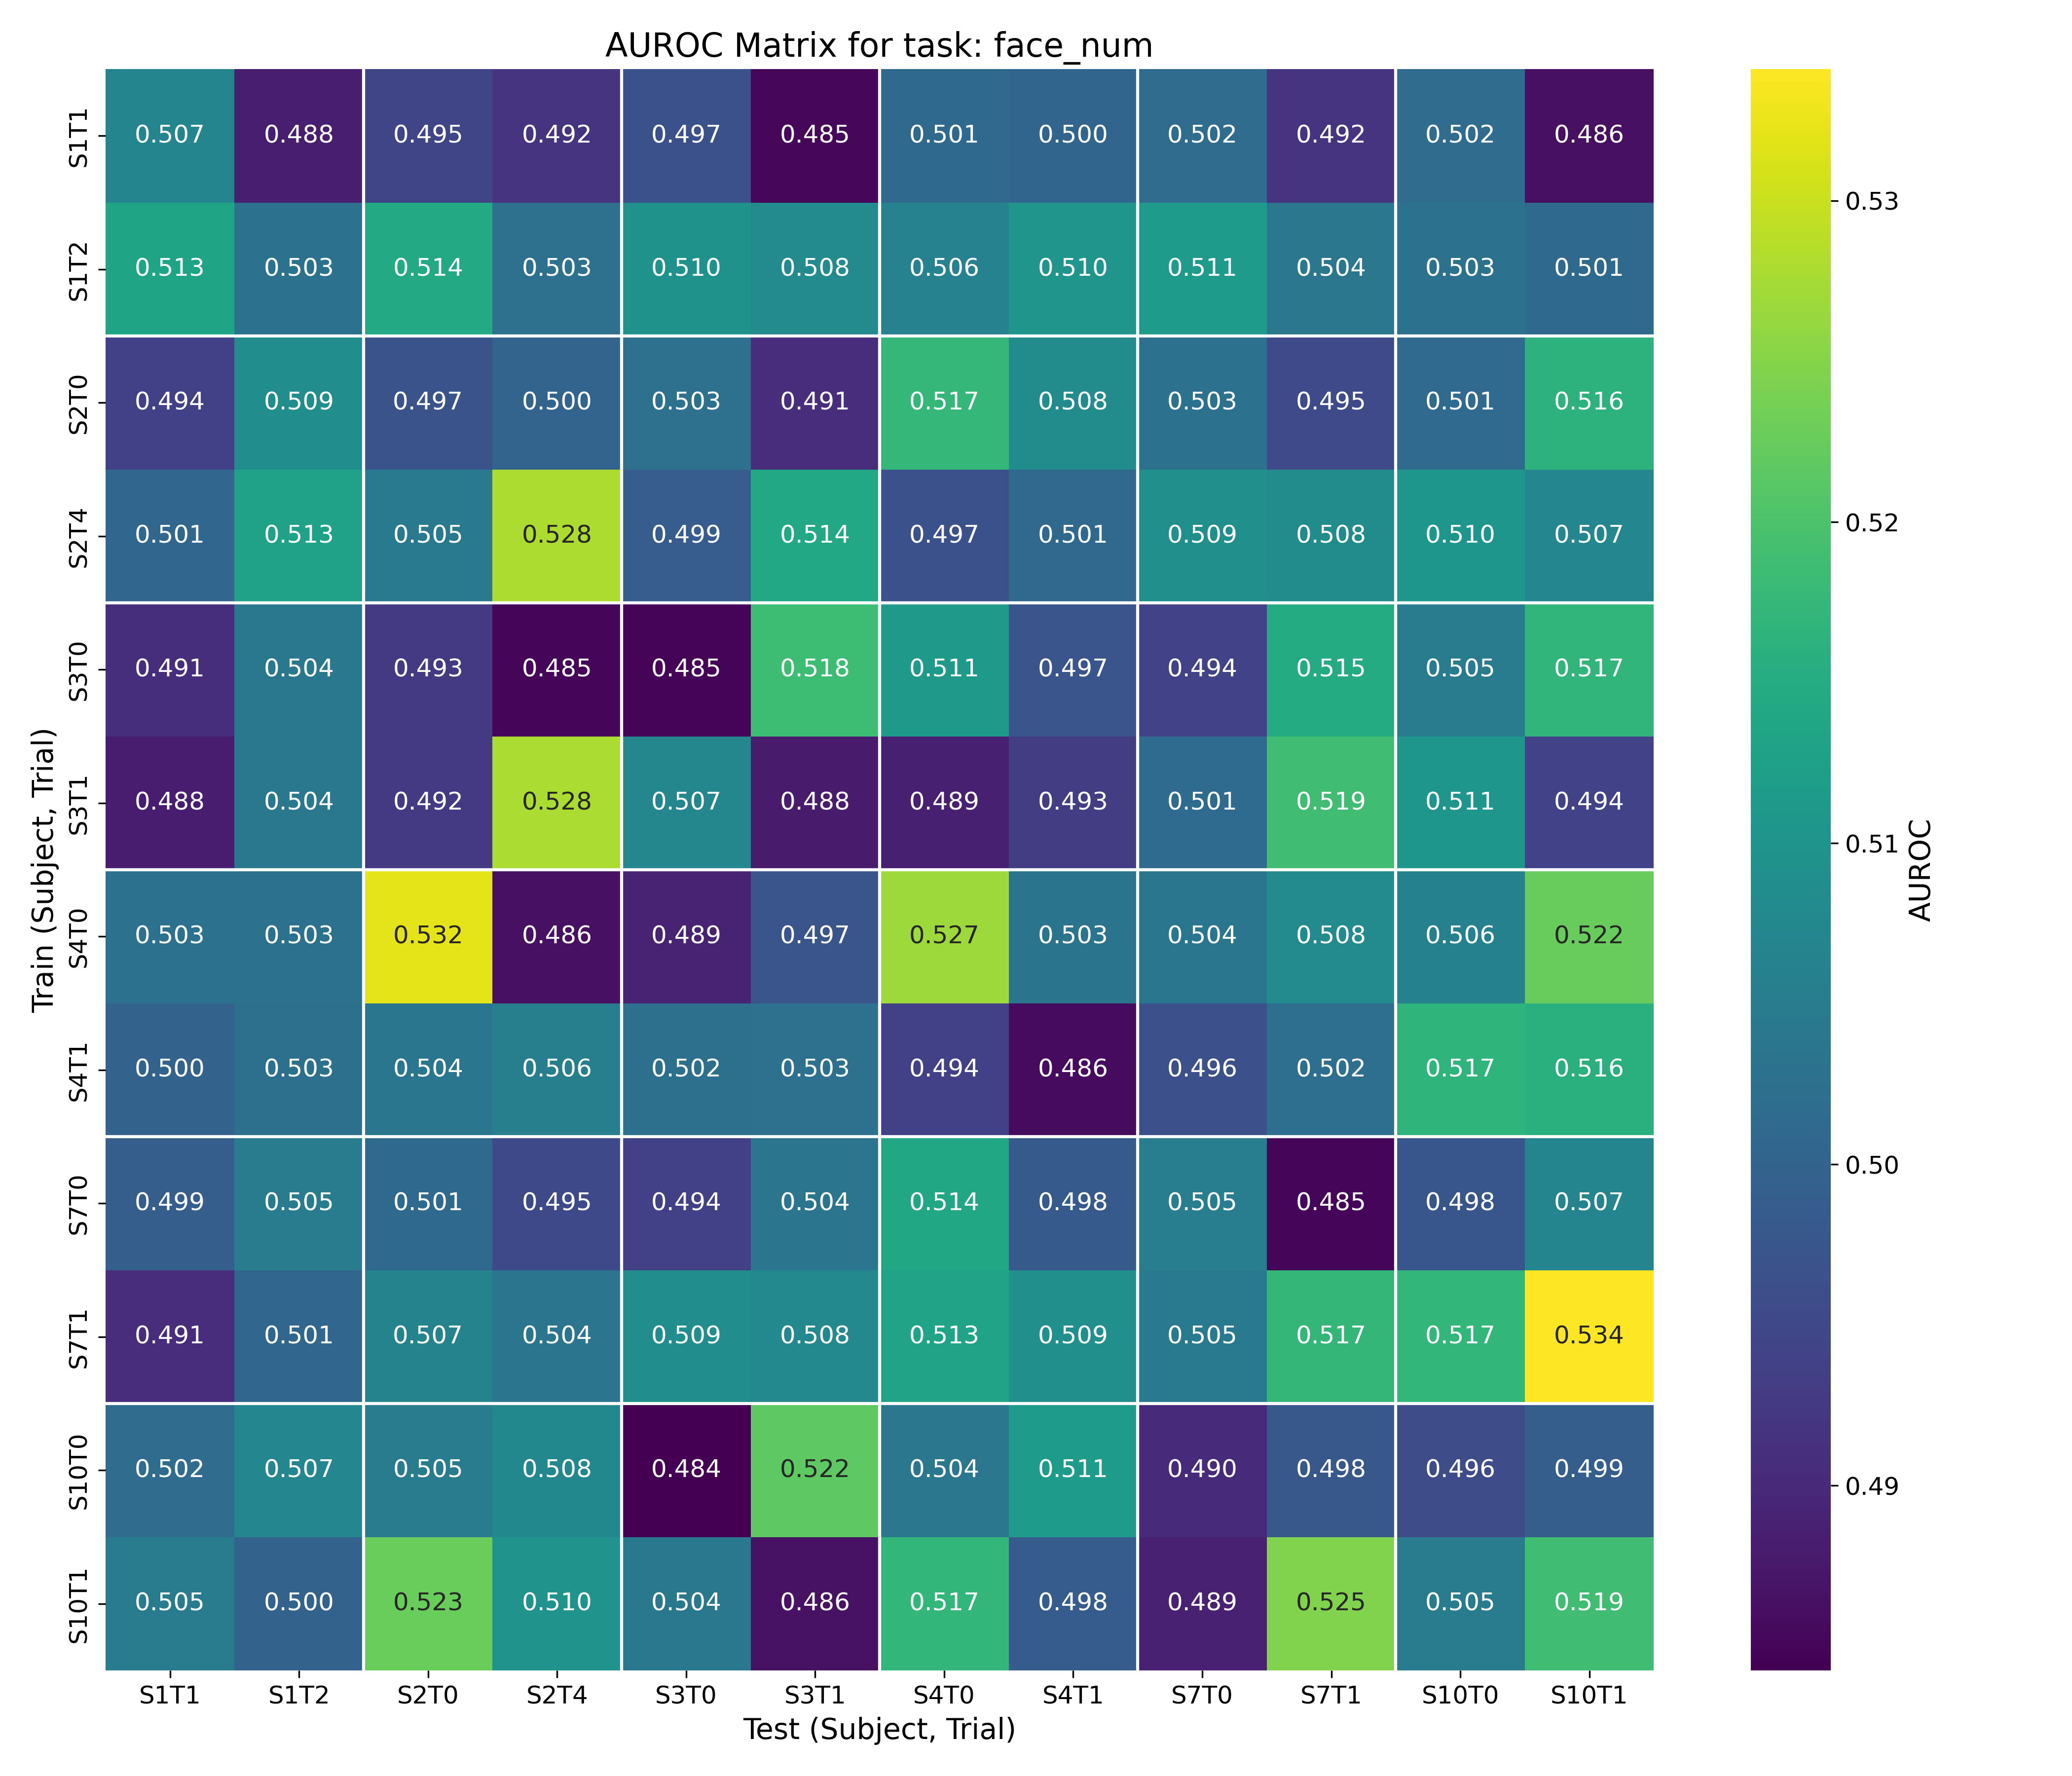 AUROC Matrix for task: face_num
S1T1 0.507 0.488 0.495 0.492 0.497 0.485 0.501 0.500 0.502 0.492 0.502 0.486
S1T2 0.513 0.503 0.514 0.503 0.510 0.508 0.506 0.510 0.511 0.504 0.503 0.501
S2T0 0.494 0.509 0.497 0.500 0.503 0.491 0.517 0.508 0.503 0.495 0.501 0.516
S2T4 0.501 0.513 0.505 0.528 0.499 0.514 0.497 0.501 0.509 0.508 0.510 0.507
S3T0 0.491 0.504 0.493 0.485 0.485 0.518 0.511 0.497 0.494 0.515 0.505 0.517
S3T1 0.488 0.504 0.492 0.528 0.507 0.488 0.489 0.493 0.501 0.519 0.511 0.494
S4T0 0.503 0.503 0.532 0.486 0.489 0.497 0.527 0.503 0.504 0.508 0.506 0.522
S4T1 0.500 0.503 0.504 0.506 0.502 0.503 0.494 0.486 0.496 0.502 0.517 0.516
S7T0 0.499 0.505 0.501 0.495 0.494 0.504 0.514 0.498 0.505 0.485 0.498 0.507
S7T1 0.491 0.501 0.507 0.504 0.509 0.508 0.513 0.509 0.505 0.517 0.517 0.534
S10T0 0.502 0.507 0.505 0.508 0.484 0.522 0.504 0.511 0.490 0.498 0.496 0.499
S10T1 0.505 0.500 0.523 0.510 0.504 0.486 0.517 0.498 0.489 0.525 0.505 0.519
S1T1 S1T2 S2T0 S2T4 S3T0 S3T1 S4T0 S4T1 S7T0 S7T1 S10T0 S10T1
Test (Subject, Trial)
Train (Subject, Trial)
0.53
0.52
0.51
0.50
0.49
AUROC